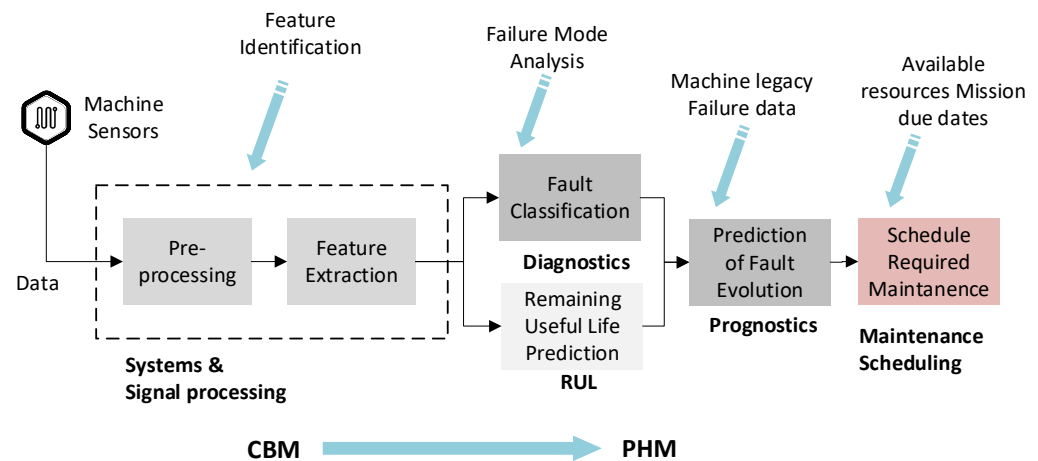 Feature
Identification
Failure Mode
Analysis
Machine legacy
Failure data
Available
resources Mission
due dates
Machine
Sensors
Data
Pre-
processing
Feature
Extraction
Systems &
Signal processing
Fault
Classification
Diagnostics
Remaining
Useful Life
Prediction
RUL
Prediction
of Fault
Evolution
Prognostics
Schedule
Required
Maintanence
Maintenance
Scheduling
CBM
PHM